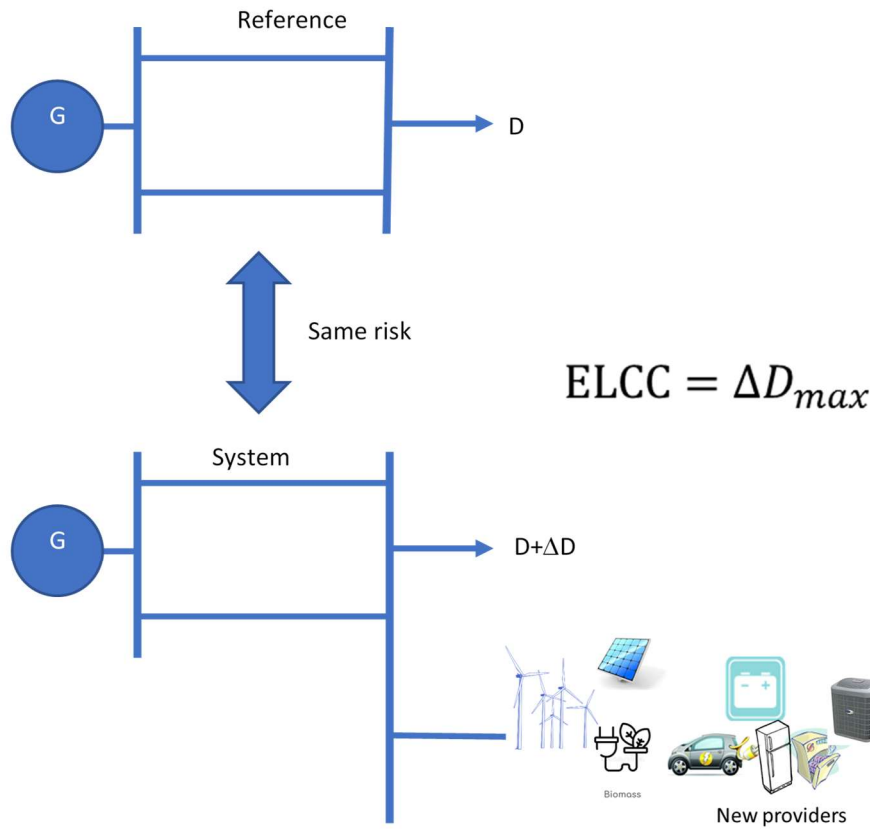 Reference
G
D
Same risk
ELCC = ΔD_max
System
G
D+ΔD
Biomass
New providers